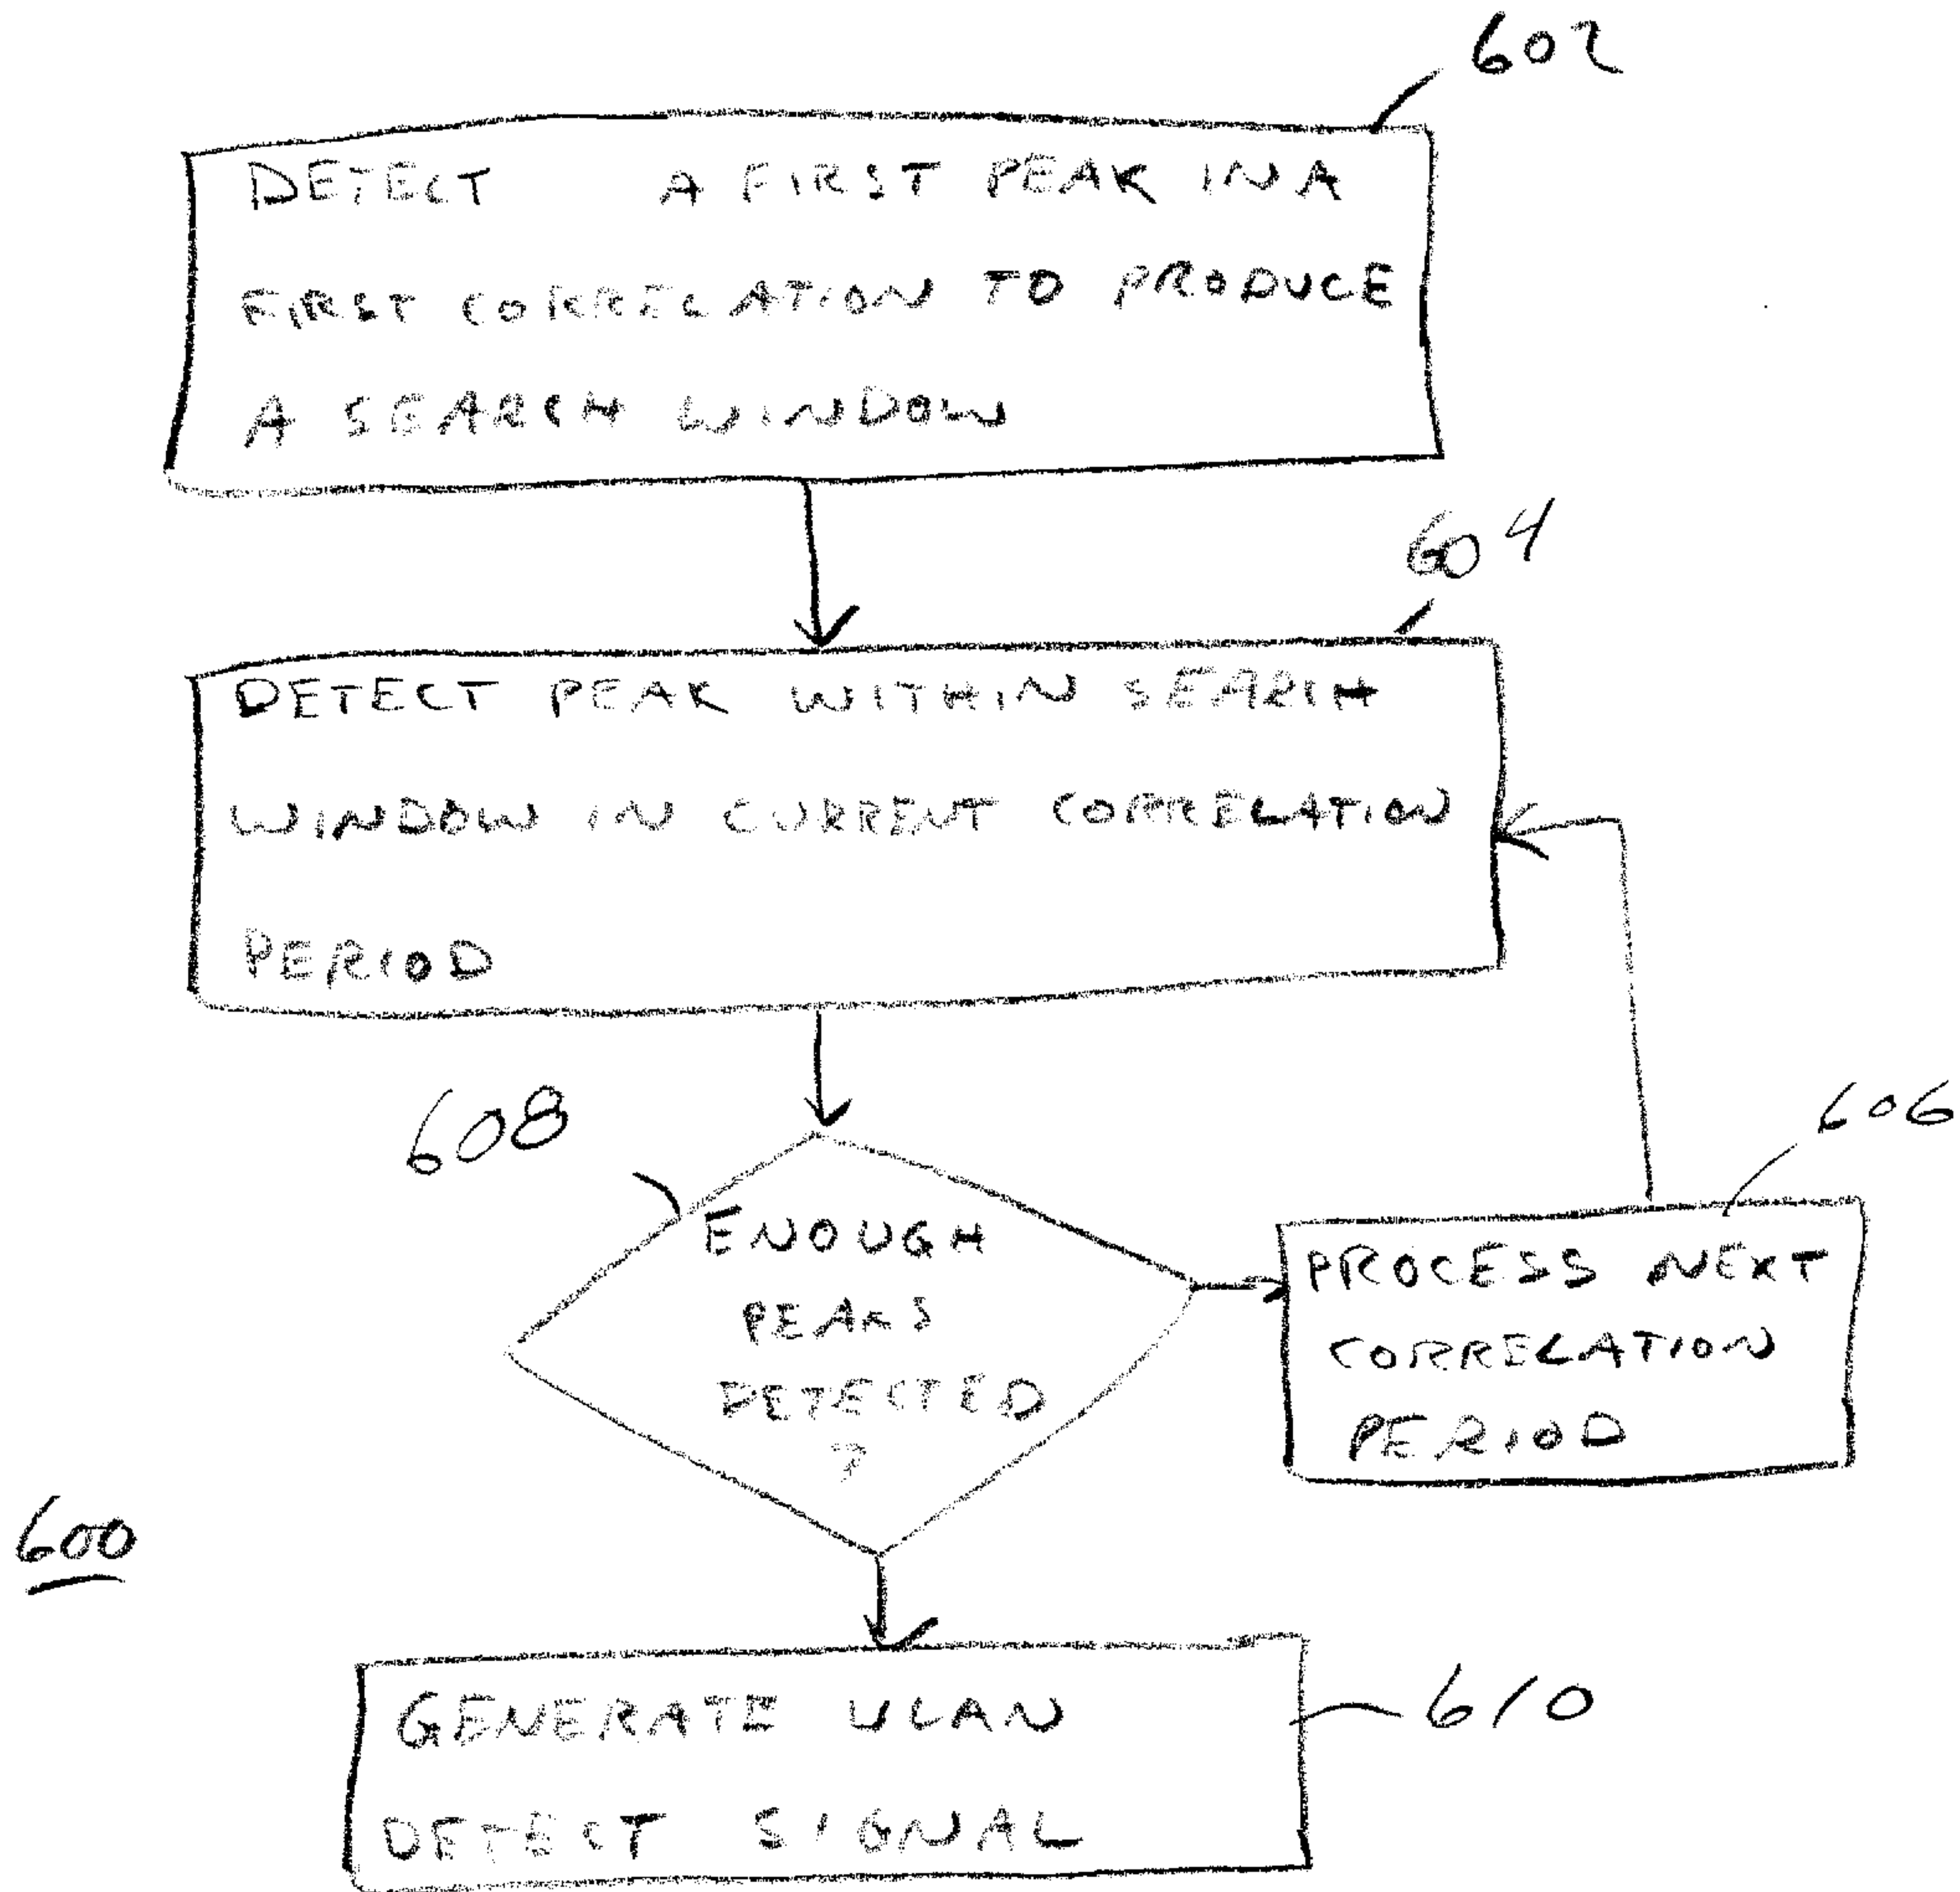 602
DETECT A FIRST PEAK IN A
FIRST CORRELATION TO PRODUCE
A SEARCH WINDOW
604
DETECT PEAK WITHIN SEARCH
WINDOW IN CURRENT CORRELATION
PERIOD
608
606
ENOUGH
PEAKS
DETECTED
?
PROCESS NEXT
CORRELATION
PERIOD
600
GENERATE WLAN
DETECT SIGNAL
610